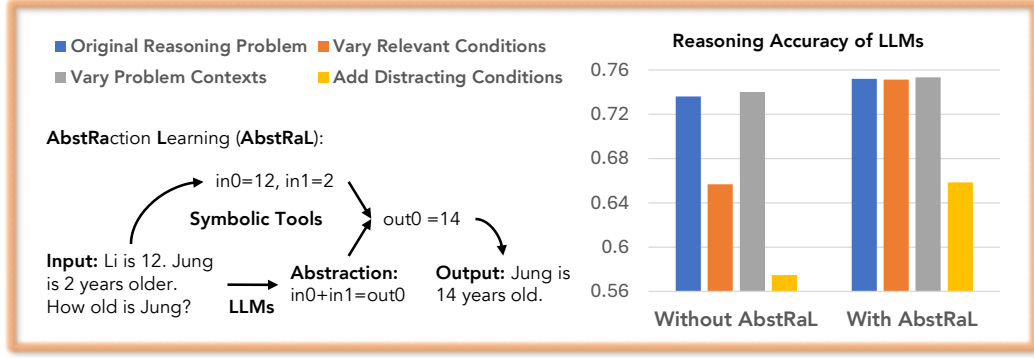 Original Reasoning Problem
Vary Relevant Conditions
Vary Problem Contexts
Add Distracting Conditions
AbstRaction Learning (AbstRaL):
in0=12, in1=2
Symbolic Tools
out0 =14
Input: Li is 12. Jung
is 2 years older.
How old is Jung?
LLMs
Abstraction:
in0+in1=out0
Output: Jung is
14 years old.
Reasoning Accuracy of LLMs
0.76
0.72
0.68
0.64
0.6
0.56
Without AbstRaL
With AbstRaL